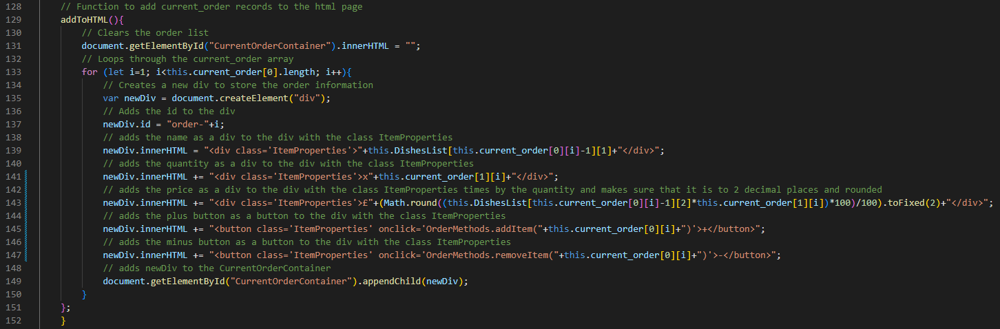 128 // Function to add current_order records to the html page
129 addToHTML(){
130 // Clears the order list
131 document.getElementById("CurrentOrderContainer").innerHTML = "";
132 // Loops through the current_order array
133 for (let i=1; i<this.current_order[0].length; i++){
134 // Creates a new div to store the order information
135 var newDiv = document.createElement("div");
136 // Adds the id to the div
137 newDiv.id = "order-"+i;
138 // adds the name as a div to the div with the class ItemProperties
139 newDiv.innerHTML = "<div class='ItemProperties'>"+this.DishesList[this.current_order[0][i]-1][1]+"</div>";
140 // adds the quantity as a div to the div with the class ItemProperties
141 newDiv.innerHTML += "<div class='ItemProperties'>x"+this.current_order[1][i]+"</div>";
142 // adds the price as a div to the div with the class ItemProperties times by the quantity and makes sure that it is to 2 decimal places and rounded
143 newDiv.innerHTML += "<div class='ItemProperties'>£"+(Math.round((this.DishesList[this.current_order[0][i]-1][2]*this.current_order[1][i])*100)/100).toFixed(2)+"</div>";
144 // adds the plus button as a button to the div with the class ItemProperties
145 newDiv.innerHTML += "<button class='ItemProperties' onclick='OrderMethods.addItem("+this.current_order[0][i]+")'>+</button>";
146 // adds the minus button as a button to the div with the class ItemProperties
147 newDiv.innerHTML += "<button class='ItemProperties' onclick='OrderMethods.removeItem("+this.current_order[0][i]+")'>-</button>";
148 // adds newDiv to the CurrentOrderContainer
149 document.getElementById("CurrentOrderContainer").appendChild(newDiv);
150 }
151 };
152 }